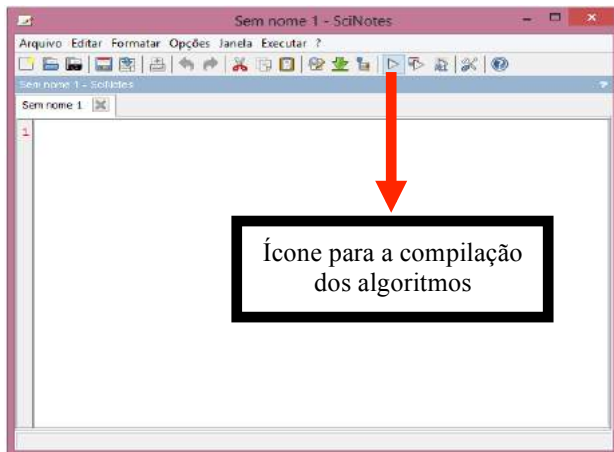 Sem nome 1 - SciNotes
Arquivo Editar Formatar Opções Janela Executar ?
Sem nome 1 - SciNotes
Sem nome 1
1
Ícone para a compilação
dos algoritmos